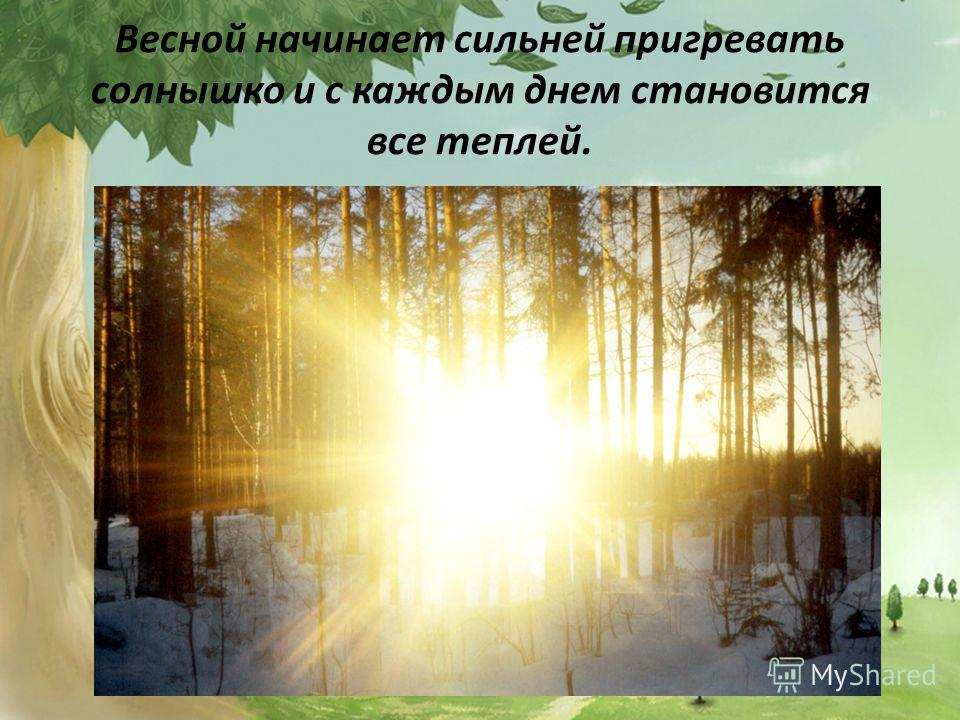 Весной начинает сильней пригревать
солнышко и с каждым днем становится
все теплей.
MyShared